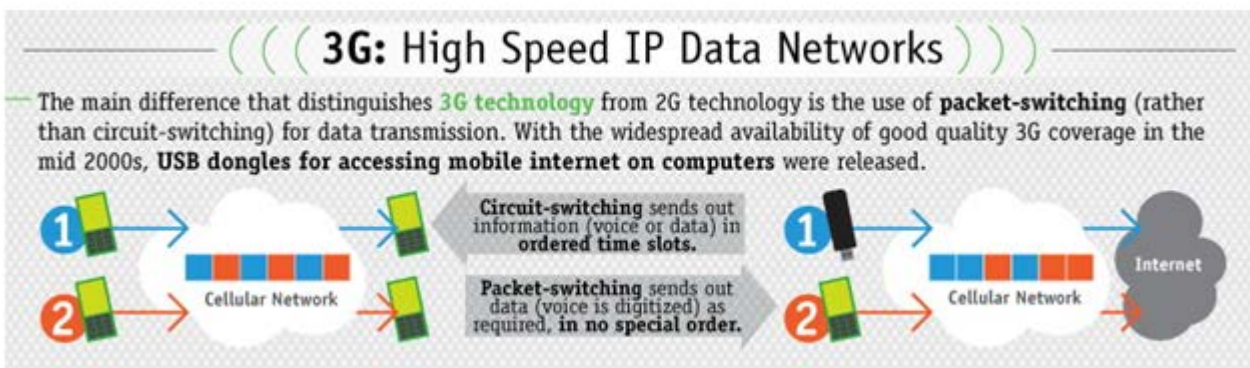 3G: High Speed IP Data Networks
The main difference that distinguishes 3G technology from 2G technology is the use of packet-switching (rather
than circuit-switching) for data transmission. With the widespread availability of good quality 3G coverage in the
mid 2000s, USB dongles for accessing mobile internet on computers were released.
1
Cellular Network
2
Circuit-switching sends out
information (voice or data) in
ordered time slots.
Packet-switching sends out
data (voice is digitized) as
required, in no special order.
1
Cellular Network
2
Internet